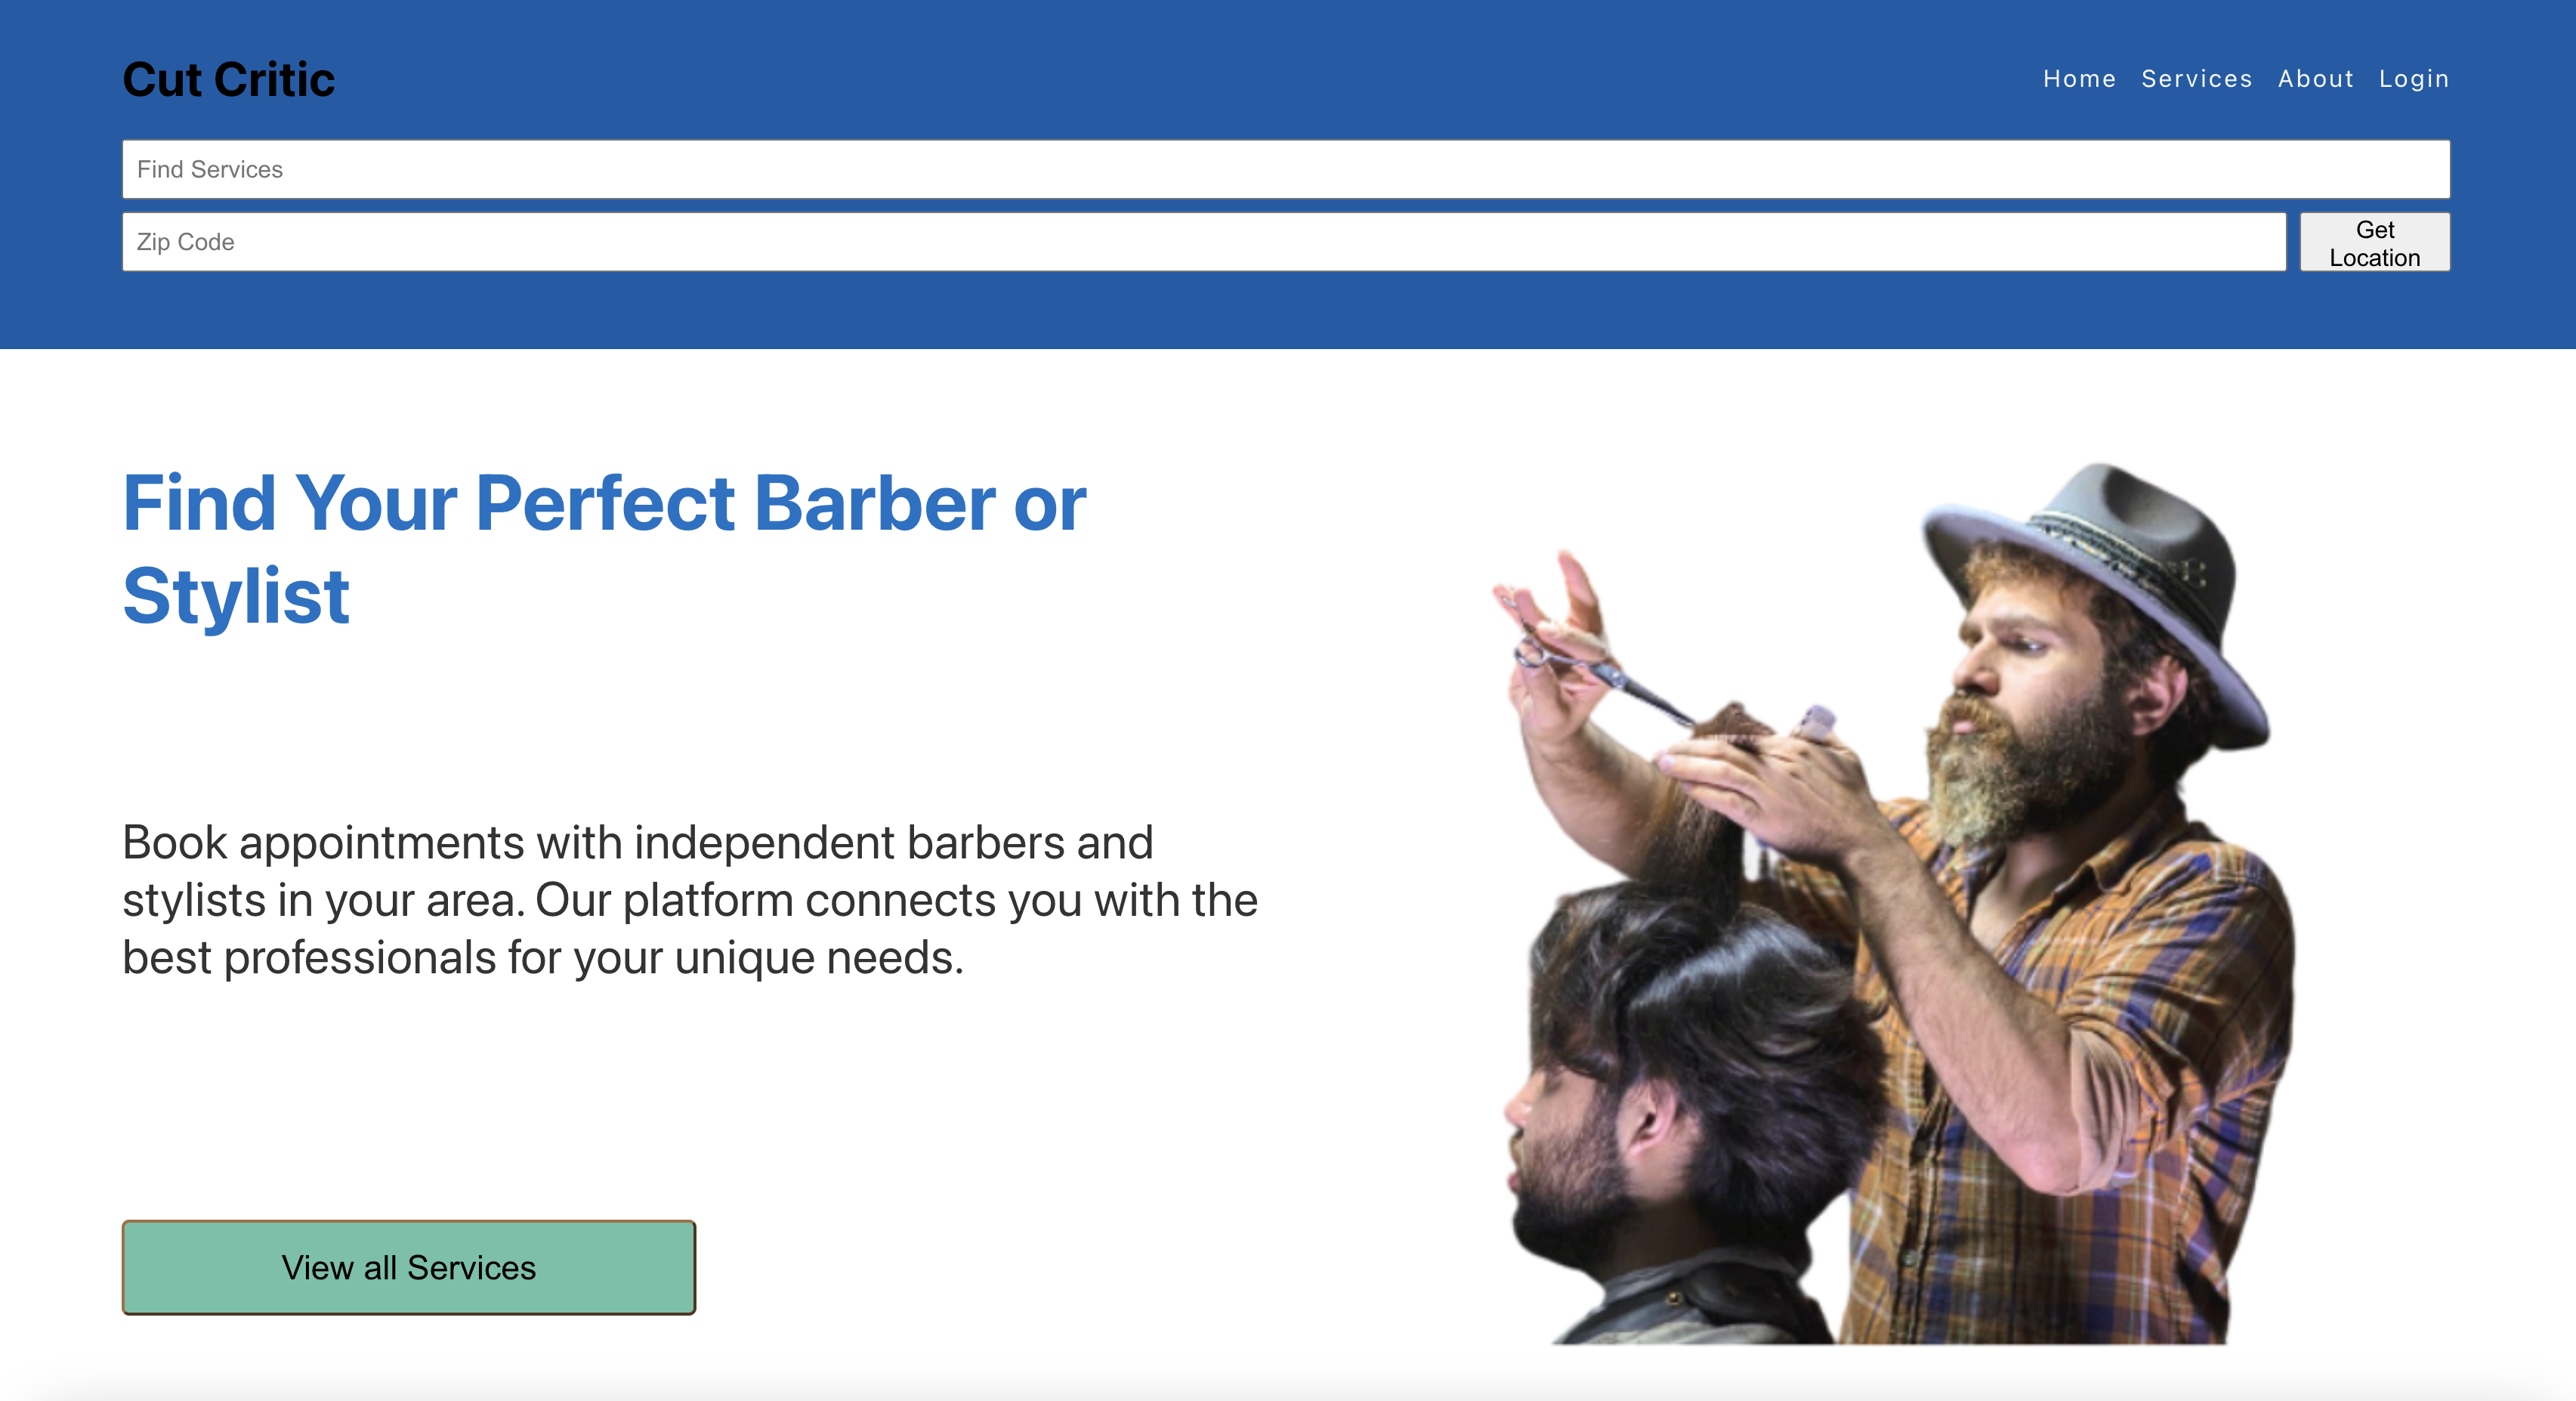 Cut Critic
Home Services About Login
Find Services
Zip Code
Get
Location
Find Your Perfect Barber or
Stylist
Book appointments with independent barbers and
stylists in your area. Our platform connects you with the
best professionals for your unique needs.
View all Services